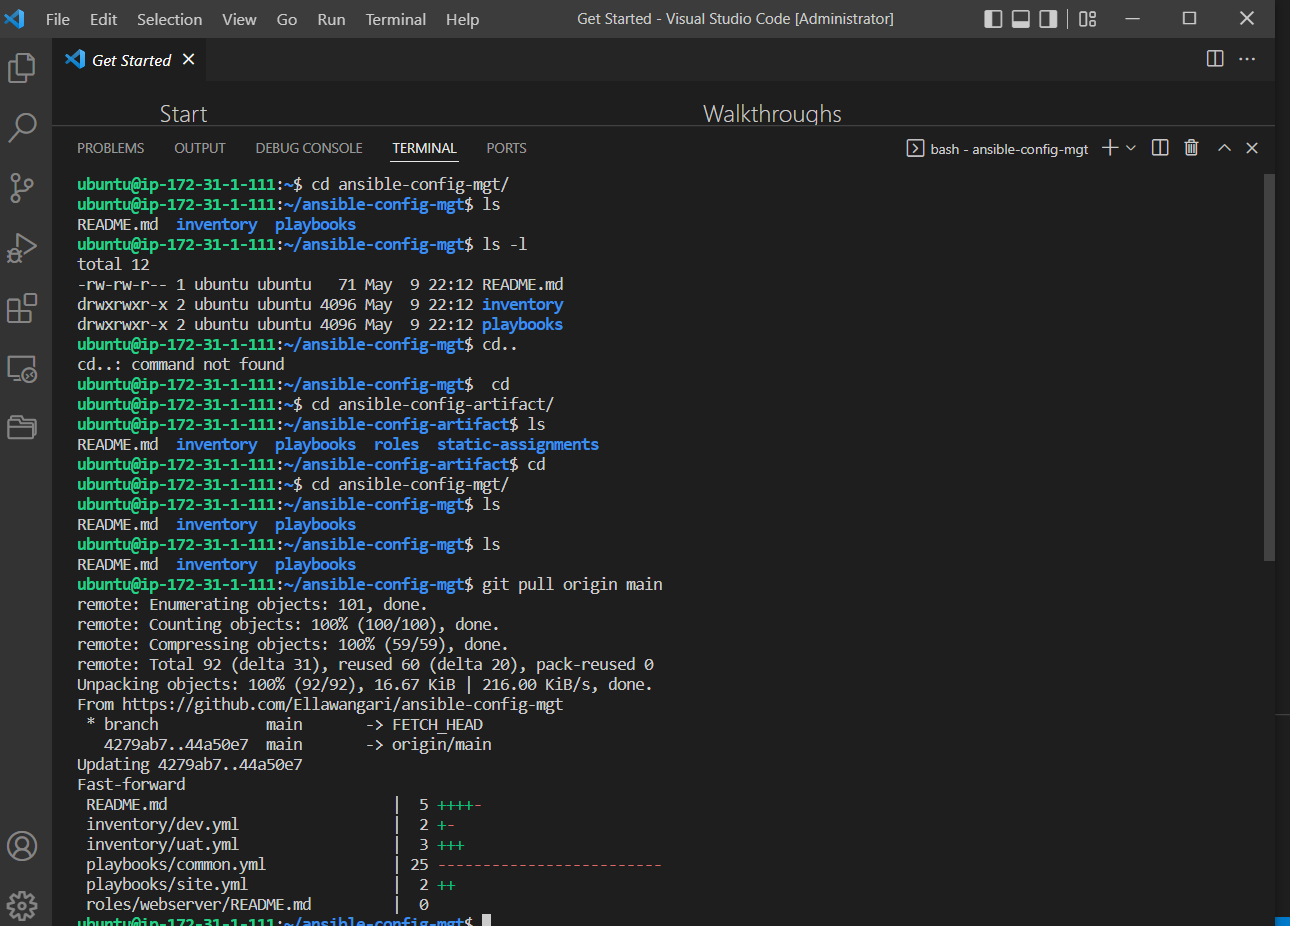 File Edit Selection View Go Run Terminal Help Get Started - Visual Studio Code [Administrator]
Get Started
Start Walkthroughs
PROBLEMS OUTPUT DEBUG CONSOLE TERMINAL PORTS bash - ansible-config-mgt
ubuntu@ip-172-31-1-111:~$ cd ansible-config-mgt/
ubuntu@ip-172-31-1-111:~/ansible-config-mgt$ ls
README.md  inventory  playbooks
ubuntu@ip-172-31-1-111:~/ansible-config-mgt$ ls -l
total 12
-rw-rw-r-- 1 ubuntu ubuntu   71 May  9 22:12 README.md
drwxrwxr-x 2 ubuntu ubuntu 4096 May  9 22:12 inventory
drwxrwxr-x 2 ubuntu ubuntu 4096 May  9 22:12 playbooks
ubuntu@ip-172-31-1-111:~/ansible-config-mgt$ cd..
cd..: command not found
ubuntu@ip-172-31-1-111:~/ansible-config-mgt$  cd
ubuntu@ip-172-31-1-111:~$ cd ansible-config-artifact/
ubuntu@ip-172-31-1-111:~/ansible-config-artifact$ ls
README.md  inventory  playbooks  roles  static-assignments
ubuntu@ip-172-31-1-111:~/ansible-config-artifact$ cd
ubuntu@ip-172-31-1-111:~$ cd ansible-config-mgt/
ubuntu@ip-172-31-1-111:~/ansible-config-mgt$ ls
README.md  inventory  playbooks
ubuntu@ip-172-31-1-111:~/ansible-config-mgt$ ls
README.md  inventory  playbooks
ubuntu@ip-172-31-1-111:~/ansible-config-mgt$ git pull origin main
remote: Enumerating objects: 101, done.
remote: Counting objects: 100% (100/100), done.
remote: Compressing objects: 100% (59/59), done.
remote: Total 92 (delta 31), reused 60 (delta 20), pack-reused 0
Unpacking objects: 100% (92/92), 16.67 KiB | 216.00 KiB/s, done.
From https://github.com/Ellawangari/ansible-config-mgt
 * branch            main       -> FETCH_HEAD
   4279ab7..44a50e7  main       -> origin/main
Updating 4279ab7..44a50e7
Fast-forward
 README.md                         |  5 ++++-
 inventory/dev.yml                 |  2 +-
 inventory/uat.yml                 |  3 +++
 playbooks/common.yml              | 25 -------------------------
 playbooks/site.yml                |  2 ++
 roles/webserver/README.md         |  0
ubuntu@ip-172-31-1-111:~/ansible-config-mgt$